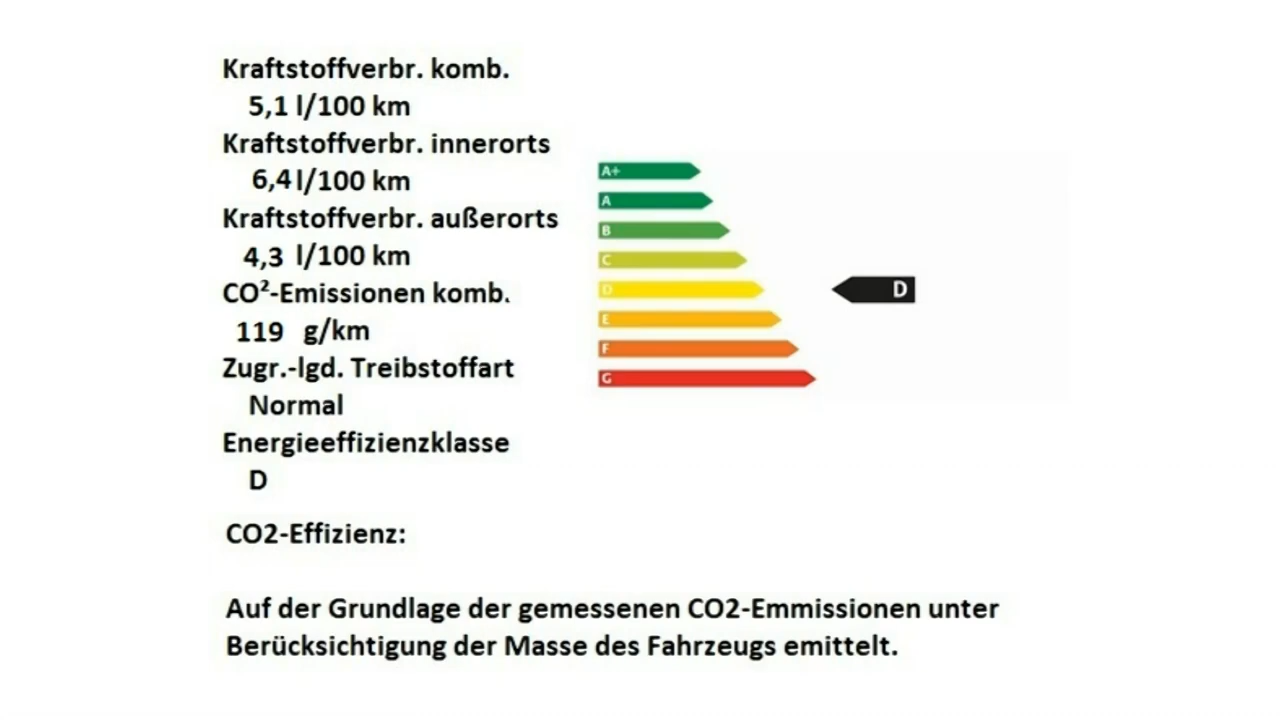 Kraftstoffverbr. komb.
5,1 l/100 km
Kraftstoffverbr. innerorts
6,4 l/100 km
Kraftstoffverbr. außerorts
4,3 l/100 km
CO²-Emissionen komb.
119 g/km
Zugr.-lgd. Treibstoffart
Normal
Energieeffizienzklasse
D
A+
A
B
C
D
D
E
F
G
CO2-Effizienz:
Auf der Grundlage der gemessenen CO2-Emmissionen unter
Berücksichtigung der Masse des Fahrzeugs emittelt.